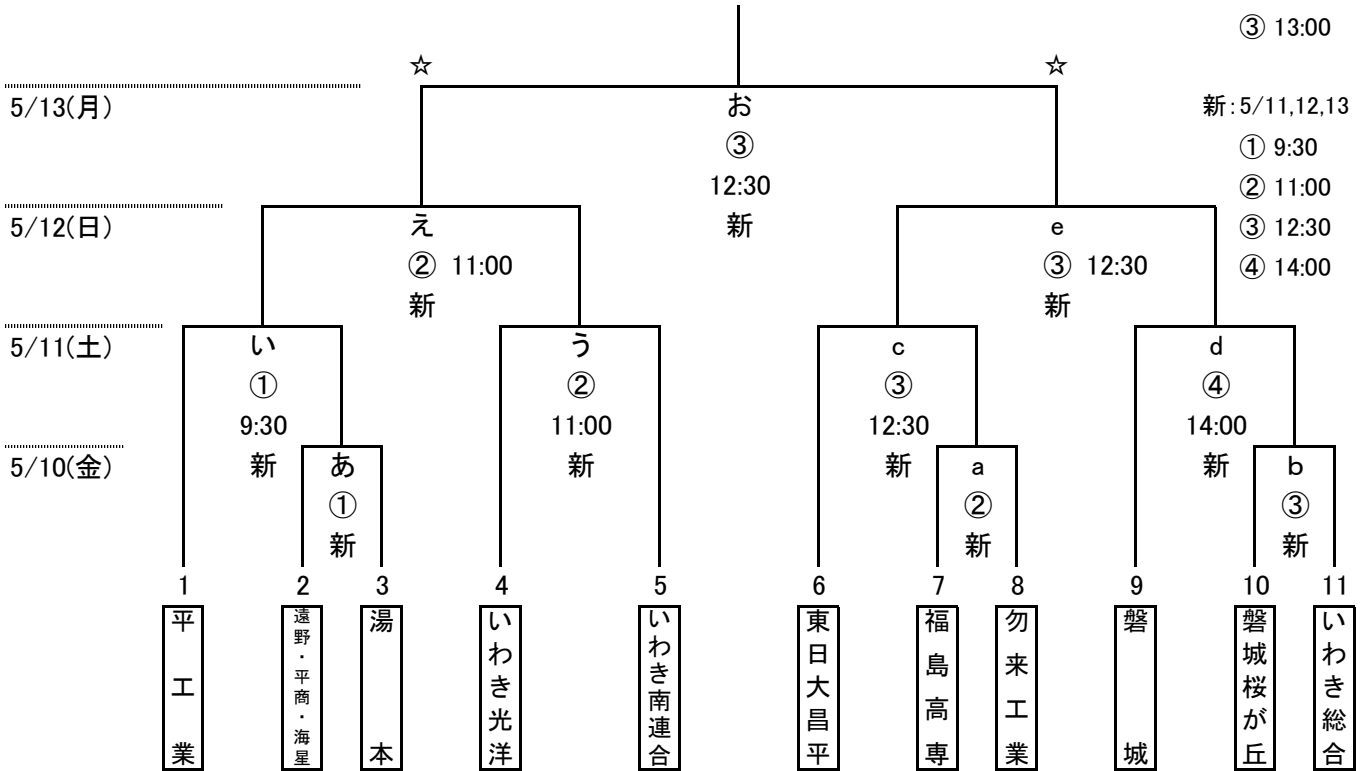 ③ 13:00
☆ ☆
5/13(月) お 新:5/11,12,13
③ ① 9:30
12:30 ② 11:00
5/12(日) え 新 e ③ 12:30
② 11:00 ③ 12:30 ④ 14:00
新 新
5/11(土) い う c d
① ② ③ ④
9:30 11:00 12:30 14:00
5/10(金) 新 あ 新 新 a 新 b
① ② ③
新 新 新
1 2 3 4 5 6 7 8 9 10 11
平工業
遠野・平商・海星
湯本
いわき光洋
いわき南連合
東日大昌平
福島高専
勿来工業
磐城
磐城桜が丘
いわき総合